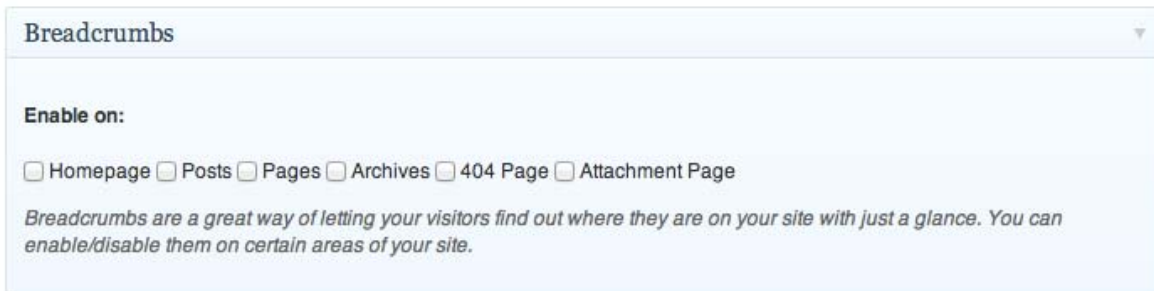 Breadcrumbs
Enable on:
Homepage Posts Pages Archives 404 Page Attachment Page
Breadcrumbs are a great way of letting your visitors find out where they are on your site with just a glance. You can
enable/disable them on certain areas of your site.